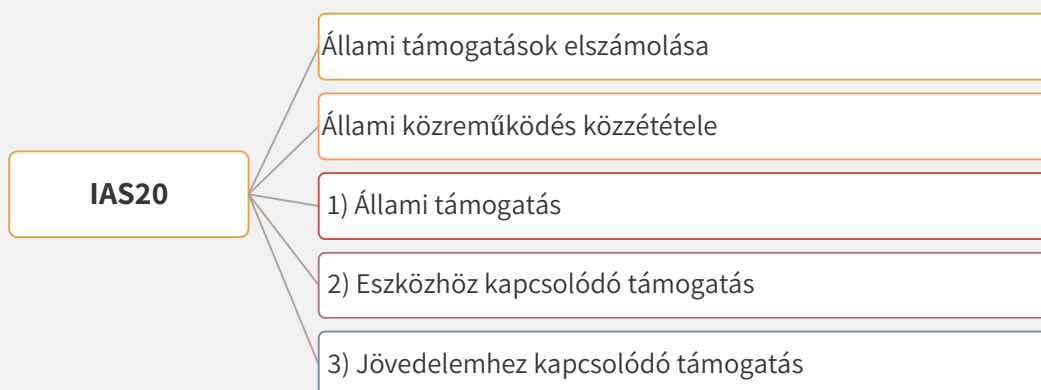 Állami támogatások elszámolása
Állami közreműködés közzététele
IAS20
1) Állami támogatás
2) Eszközhöz kapcsolódó támogatás
3) Jövedelemhez kapcsolódó támogatás